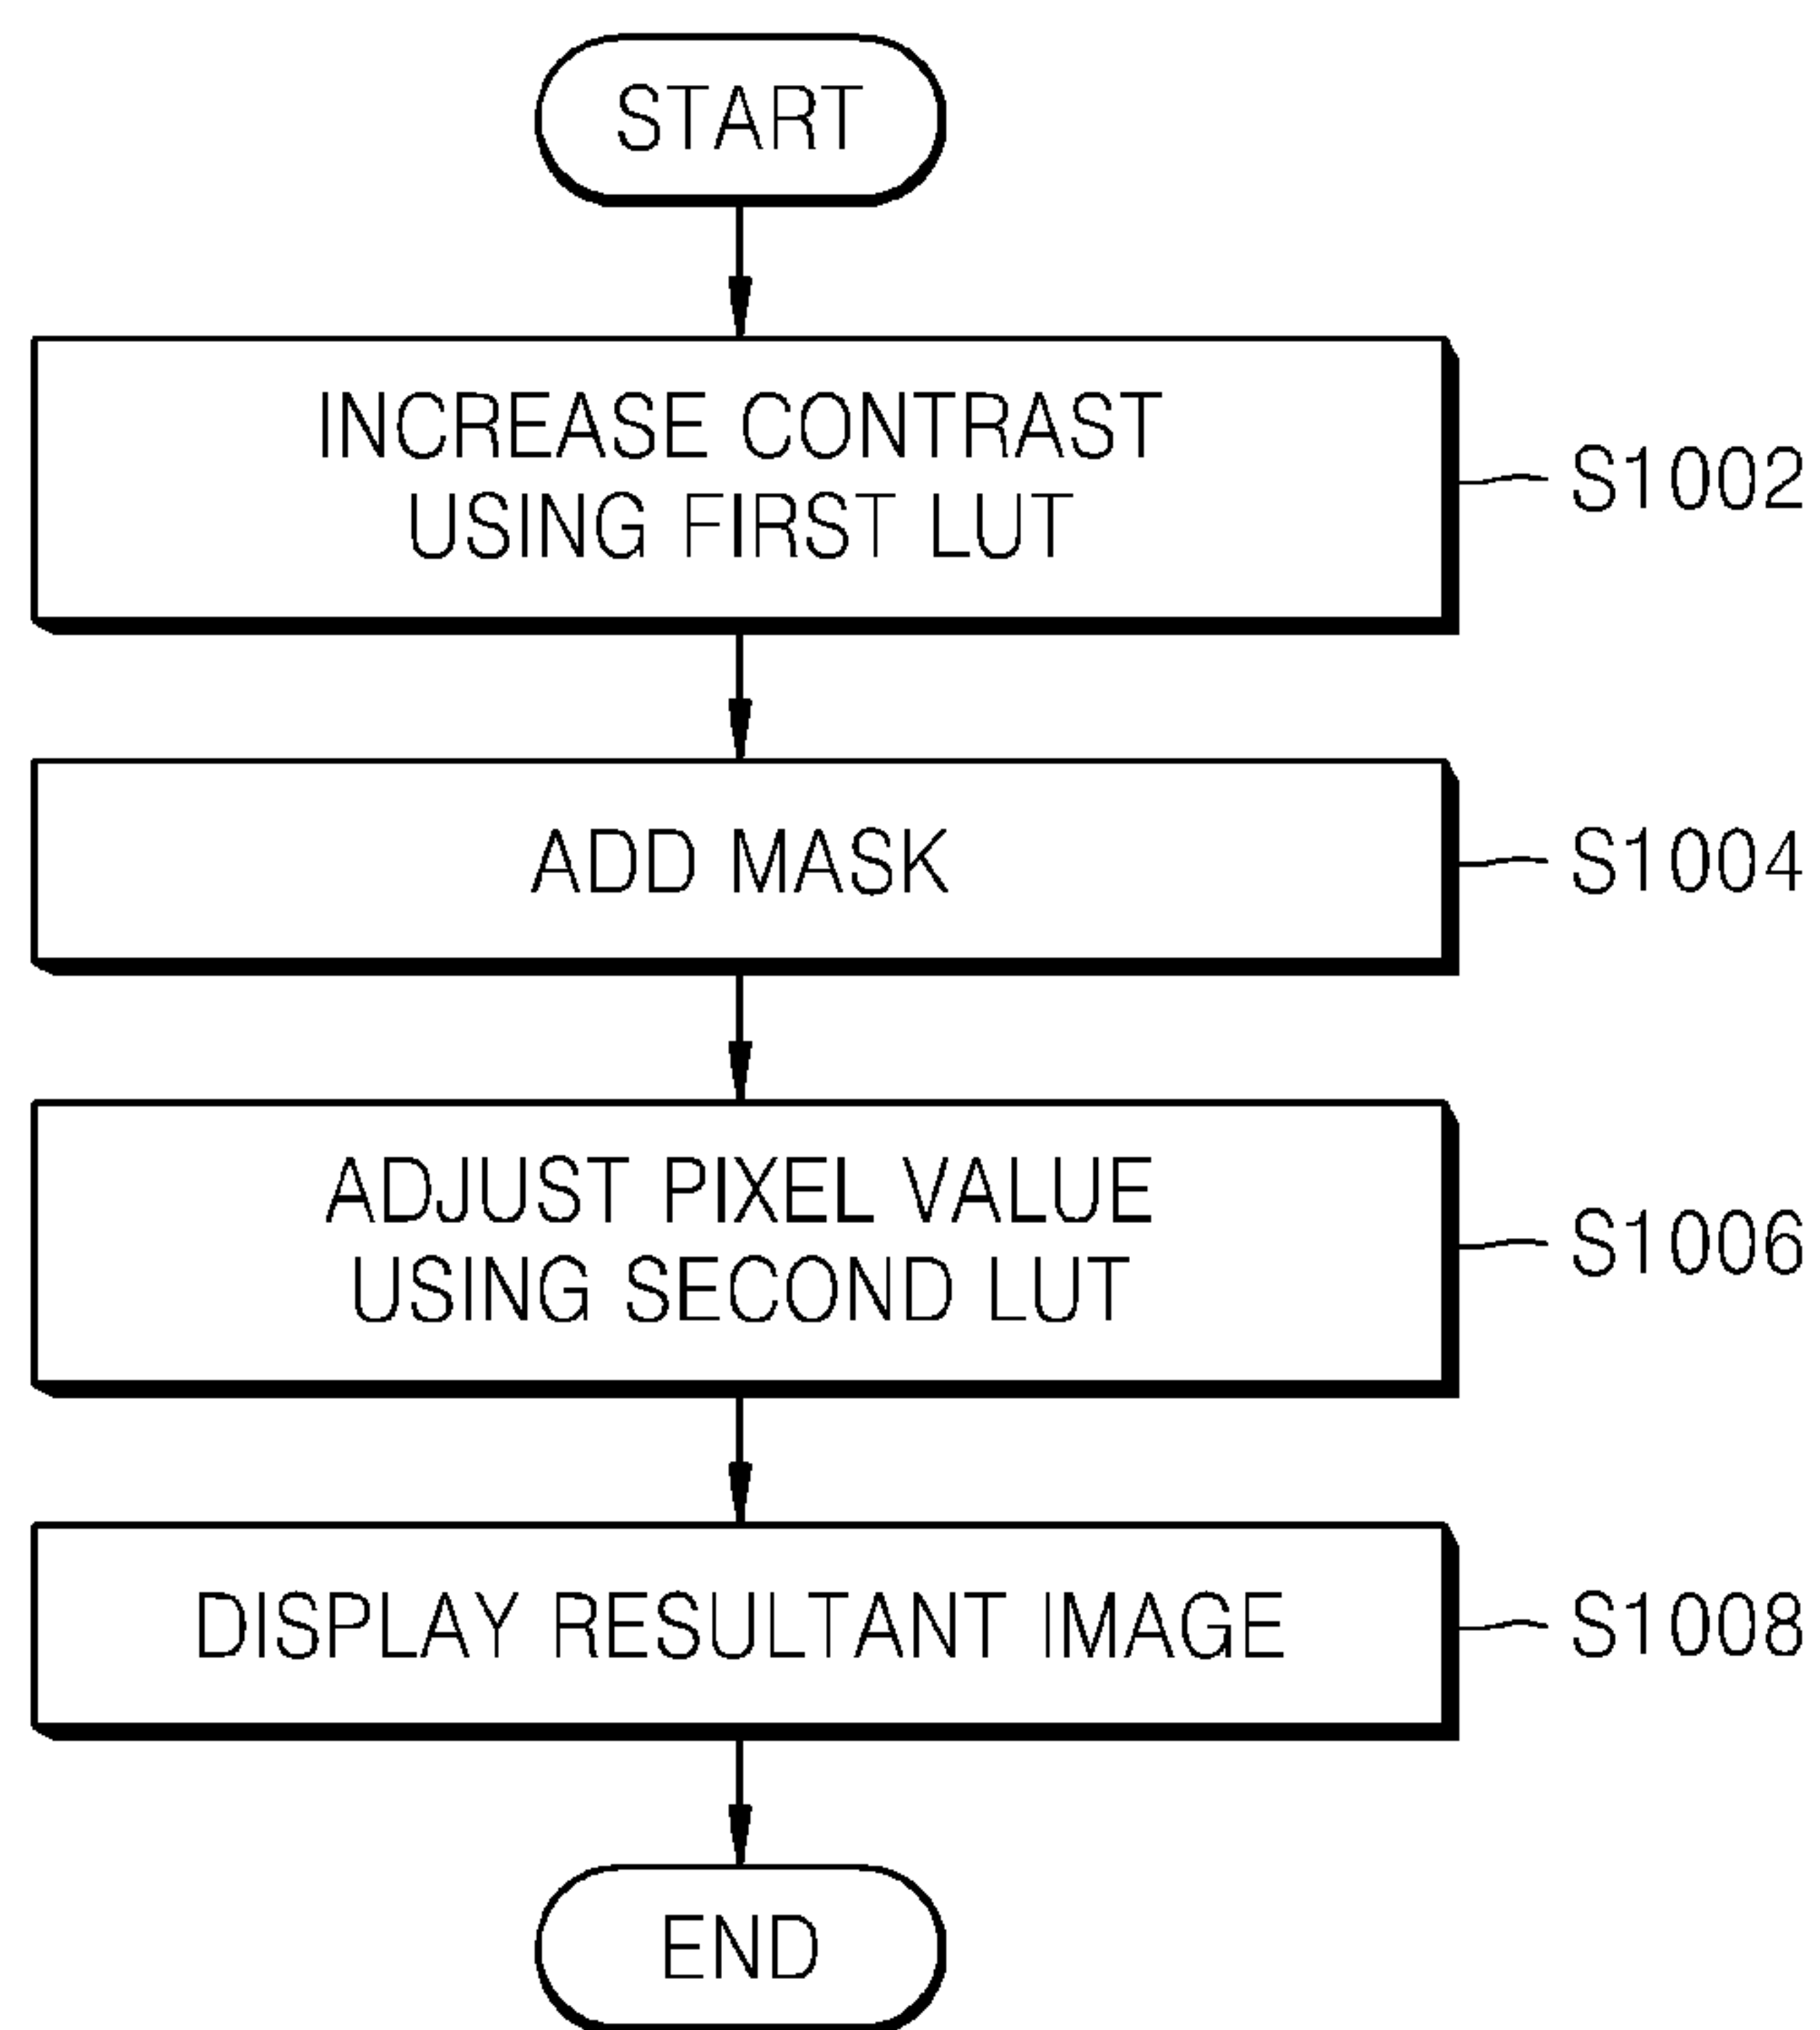 START
INCREASE CONTRAST
USING FIRST LUT
S1002
ADD MASK
S1004
ADJUST PIXEL VALUE
USING SECOND LUT
S1006
DISPLAY RESULTANT IMAGE
S1008
END